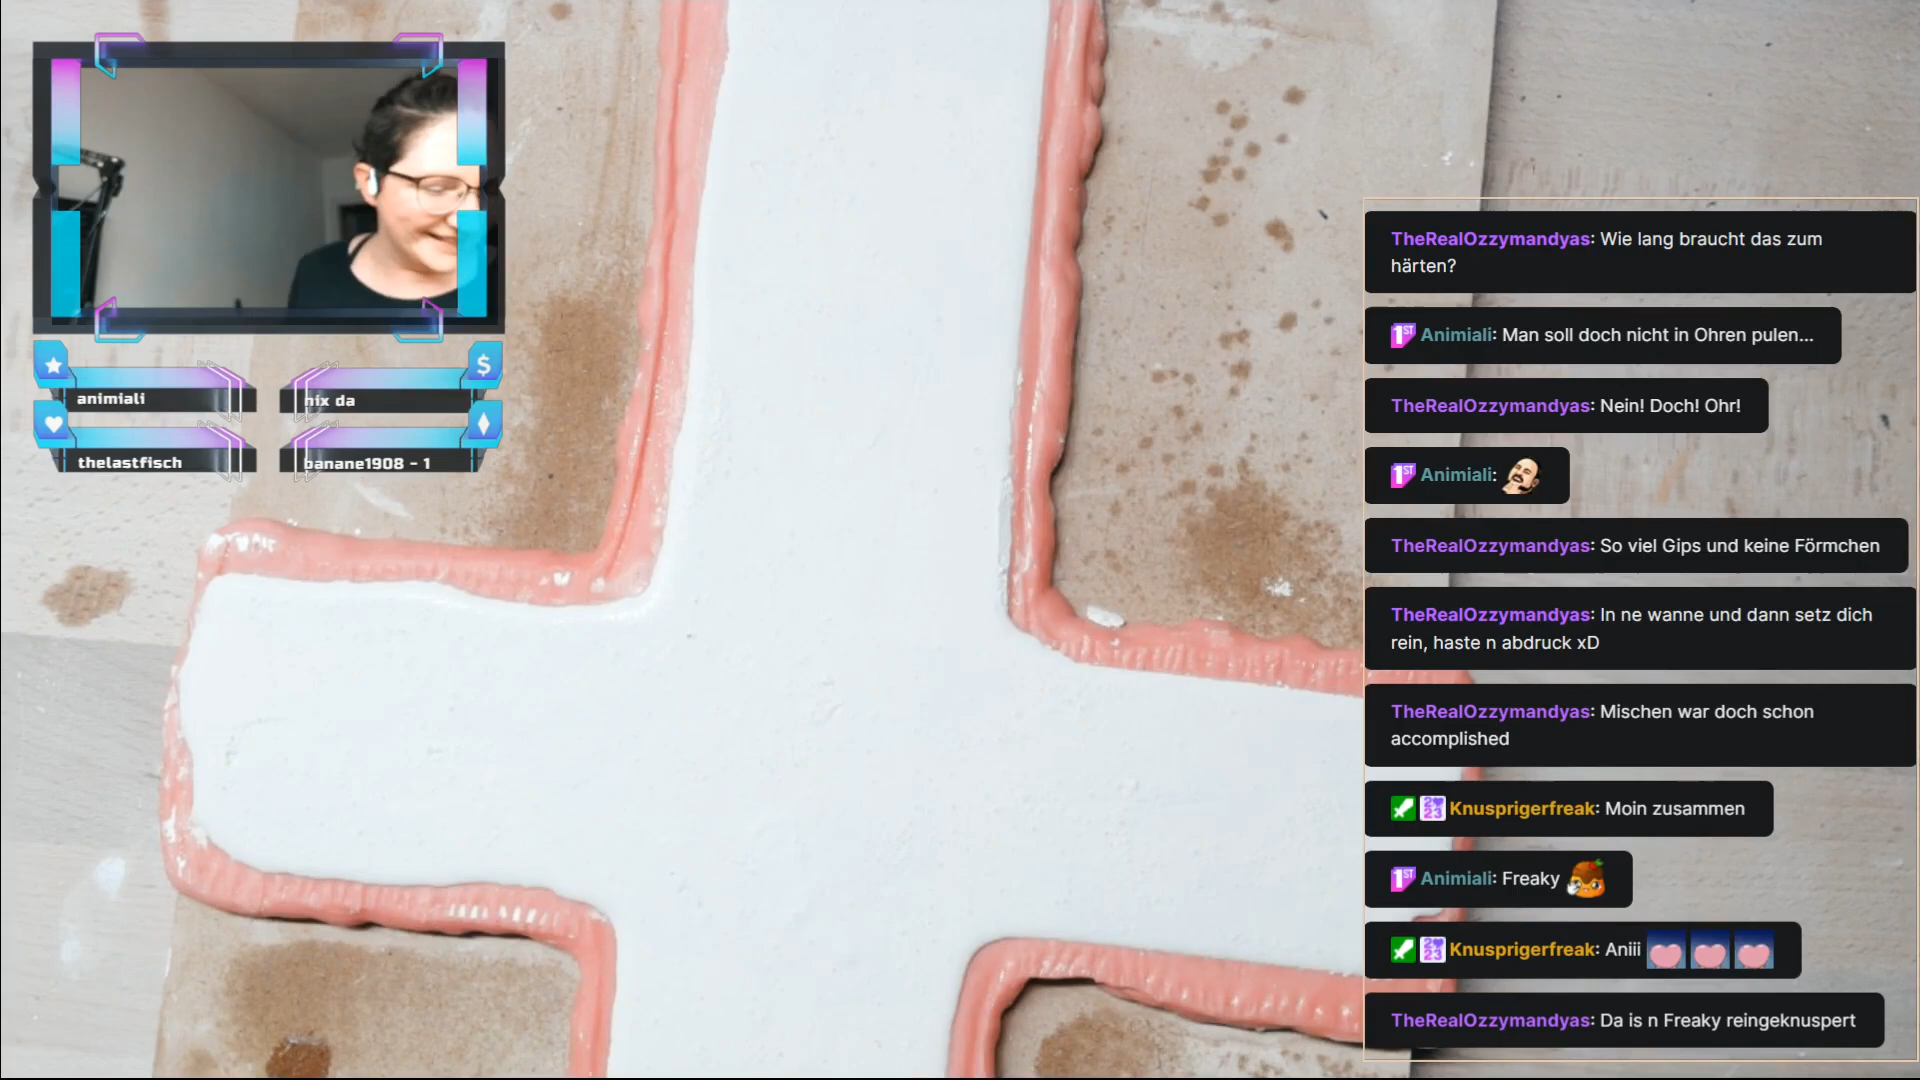 animiali
nix da
thelastfisch
banane1908 - 1
TheRealOzzymandyas: Wie lang braucht das zum
härten?
1ST Animiali: Man soll doch nicht in Ohren pulen...
TheRealOzzymandyas: Nein! Doch! Ohr!
1ST Animiali:
TheRealOzzymandyas: So viel Gips und keine Förmchen
TheRealOzzymandyas: In ne wanne und dann setz dich
rein, haste n abdruck xD
TheRealOzzymandyas: Mischen war doch schon
accomplished
Knusprigerfreak: Moin zusammen
1ST Animiali: Freaky
Knusprigerfreak: Aniii
TheRealOzzymandyas: Da is n Freaky reingeknuspert